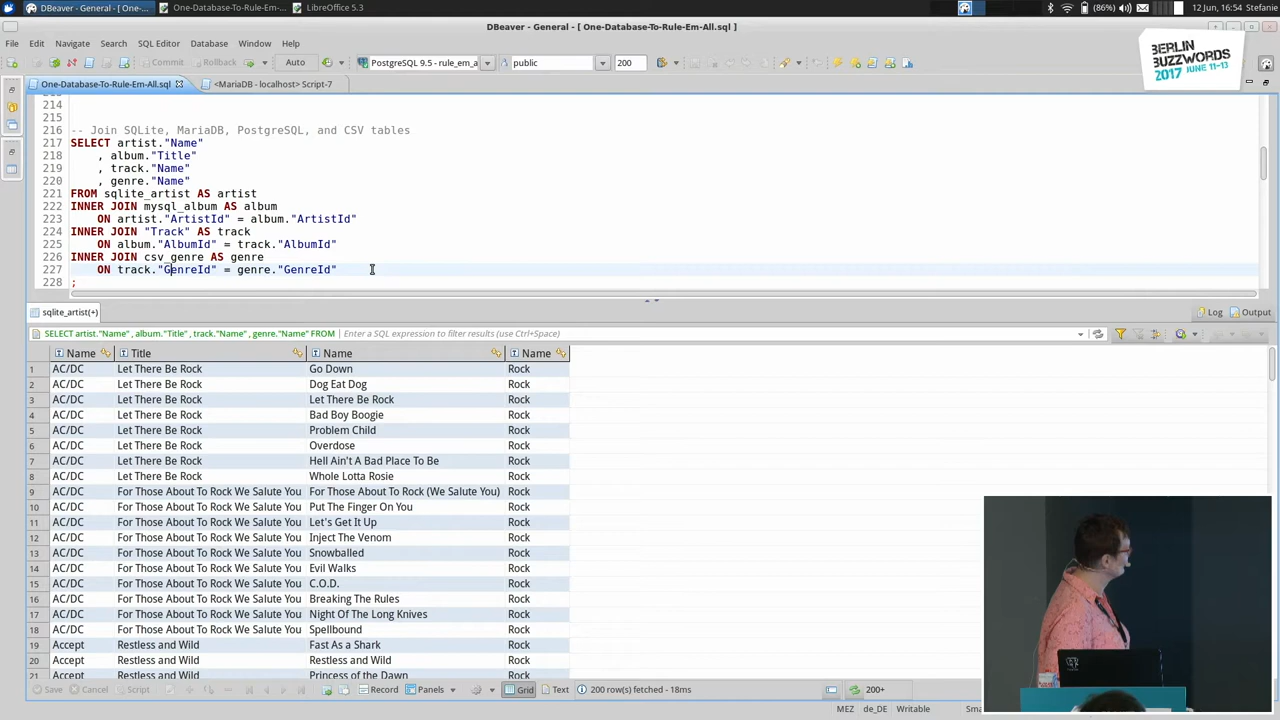 DBeaver - General - [ One-...
One-Database-To-Rule-Em-...
LibreOffice 5.3
(86%)
12 Jun, 16:54 Stefanie
DBeaver - General - [ One-Database-To-Rule-Em-All.sql ]
File Edit Navigate Search SQL Editor Database Window Help
Commit Rollback Auto PostgreSQL 9.5 - rule_em_a public 200
BERLIN
BUZZWORDS
2017 JUNE 11-13
One-Database-To-Rule-Em-All.sql
<MariaDB - localhost> Script-7
214
215
216 -- Join SQLite, MariaDB, PostgreSQL, and CSV tables
217 SELECT artist."Name"
218 , album."Title"
219 , track."Name"
220 , genre."Name"
221 FROM sqlite_artist AS artist
222 INNER JOIN mysql_album AS album
223 ON artist."ArtistId" = album."ArtistId"
224 INNER JOIN "Track" AS track
225 ON album."AlbumId" = track."AlbumId"
226 INNER JOIN csv_genre AS genre
227 ON track."GenreId" = genre."GenreId"
228 ;
sqlite_artist(+)
Log Output
SELECT artist."Name" , album."Title" , track."Name" , genre."Name" FROM
Enter a SQL expression to filter results (use Ctrl+Space)
Name Title Name Name
1 AC/DC Let There Be Rock Go Down Rock
2 AC/DC Let There Be Rock Dog Eat Dog Rock
3 AC/DC Let There Be Rock Let There Be Rock Rock
4 AC/DC Let There Be Rock Bad Boy Boogie Rock
5 AC/DC Let There Be Rock Problem Child Rock
6 AC/DC Let There Be Rock Overdose Rock
7 AC/DC Let There Be Rock Hell Ain't A Bad Place To Be Rock
8 AC/DC Let There Be Rock Whole Lotta Rosie Rock
9 AC/DC For Those About To Rock We Salute You For Those About To Rock (We Salute You) Rock
10 AC/DC For Those About To Rock We Salute You Put The Finger On You Rock
11 AC/DC For Those About To Rock We Salute You Let's Get It Up Rock
12 AC/DC For Those About To Rock We Salute You Inject The Venom Rock
13 AC/DC For Those About To Rock We Salute You Snowballed Rock
14 AC/DC For Those About To Rock We Salute You Evil Walks Rock
15 AC/DC For Those About To Rock We Salute You C.O.D. Rock
16 AC/DC For Those About To Rock We Salute You Breaking The Rules Rock
17 AC/DC For Those About To Rock We Salute You Night Of The Long Knives Rock
18 AC/DC For Those About To Rock We Salute You Spellbound Rock
19 Accept Restless and Wild Fast As a Shark Rock
20 Accept Restless and Wild Restless and Wild Rock
21 Accept Restless and Wild Princess of the Dawn Rock
Save Cancel Script Record Panels Grid Text 200 row(s) fetched - 18ms 200+
MEZ de_DE Writable